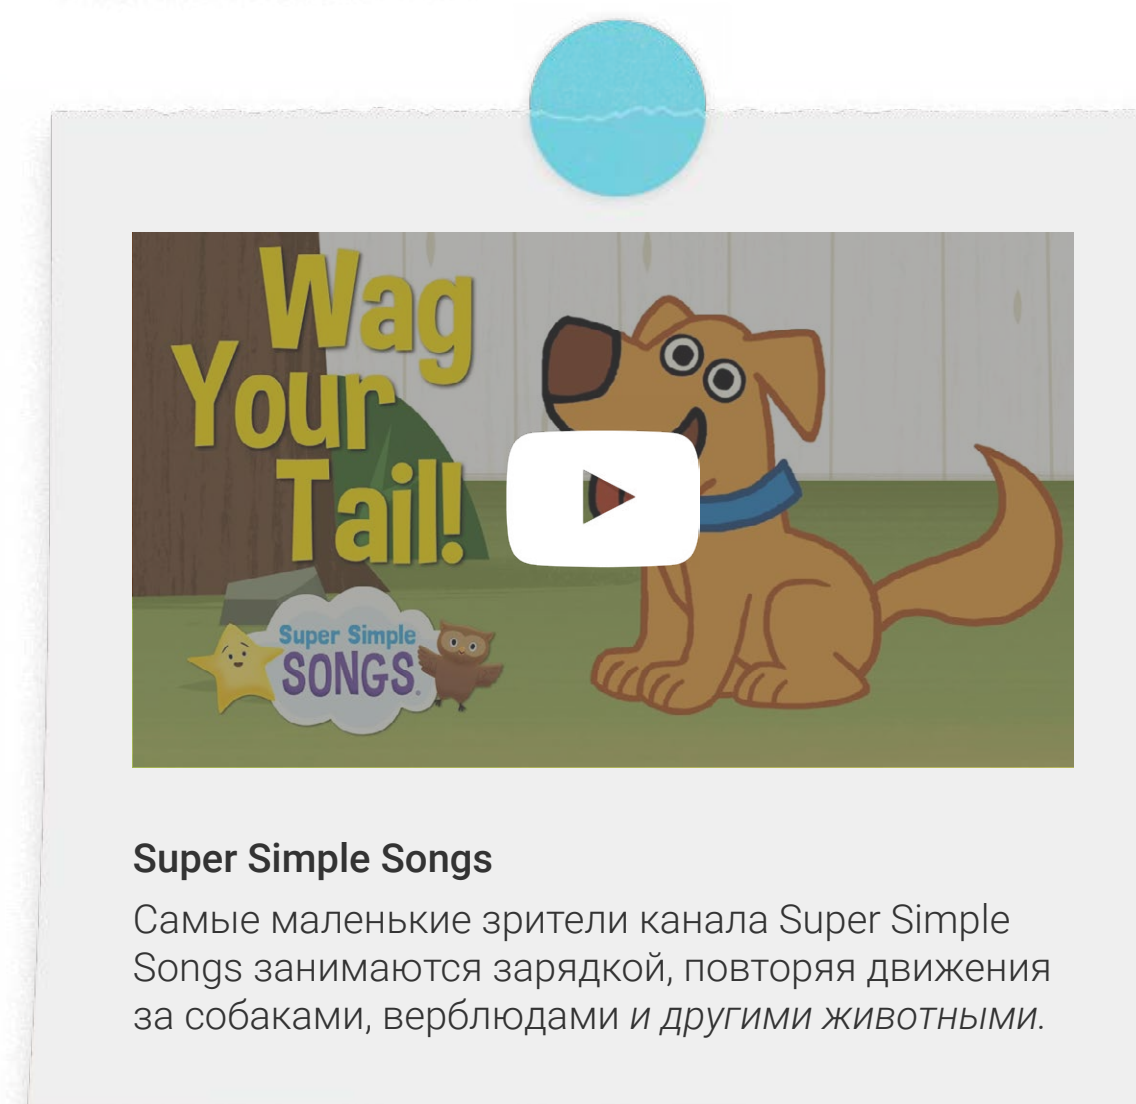 Wag
Your
Tail!
Super Simple
SONGS®
Super Simple Songs
Самые маленькие зрители канала Super Simple
Songs занимаются зарядкой, повторяя движения
за собаками, верблюдами и другими животными.